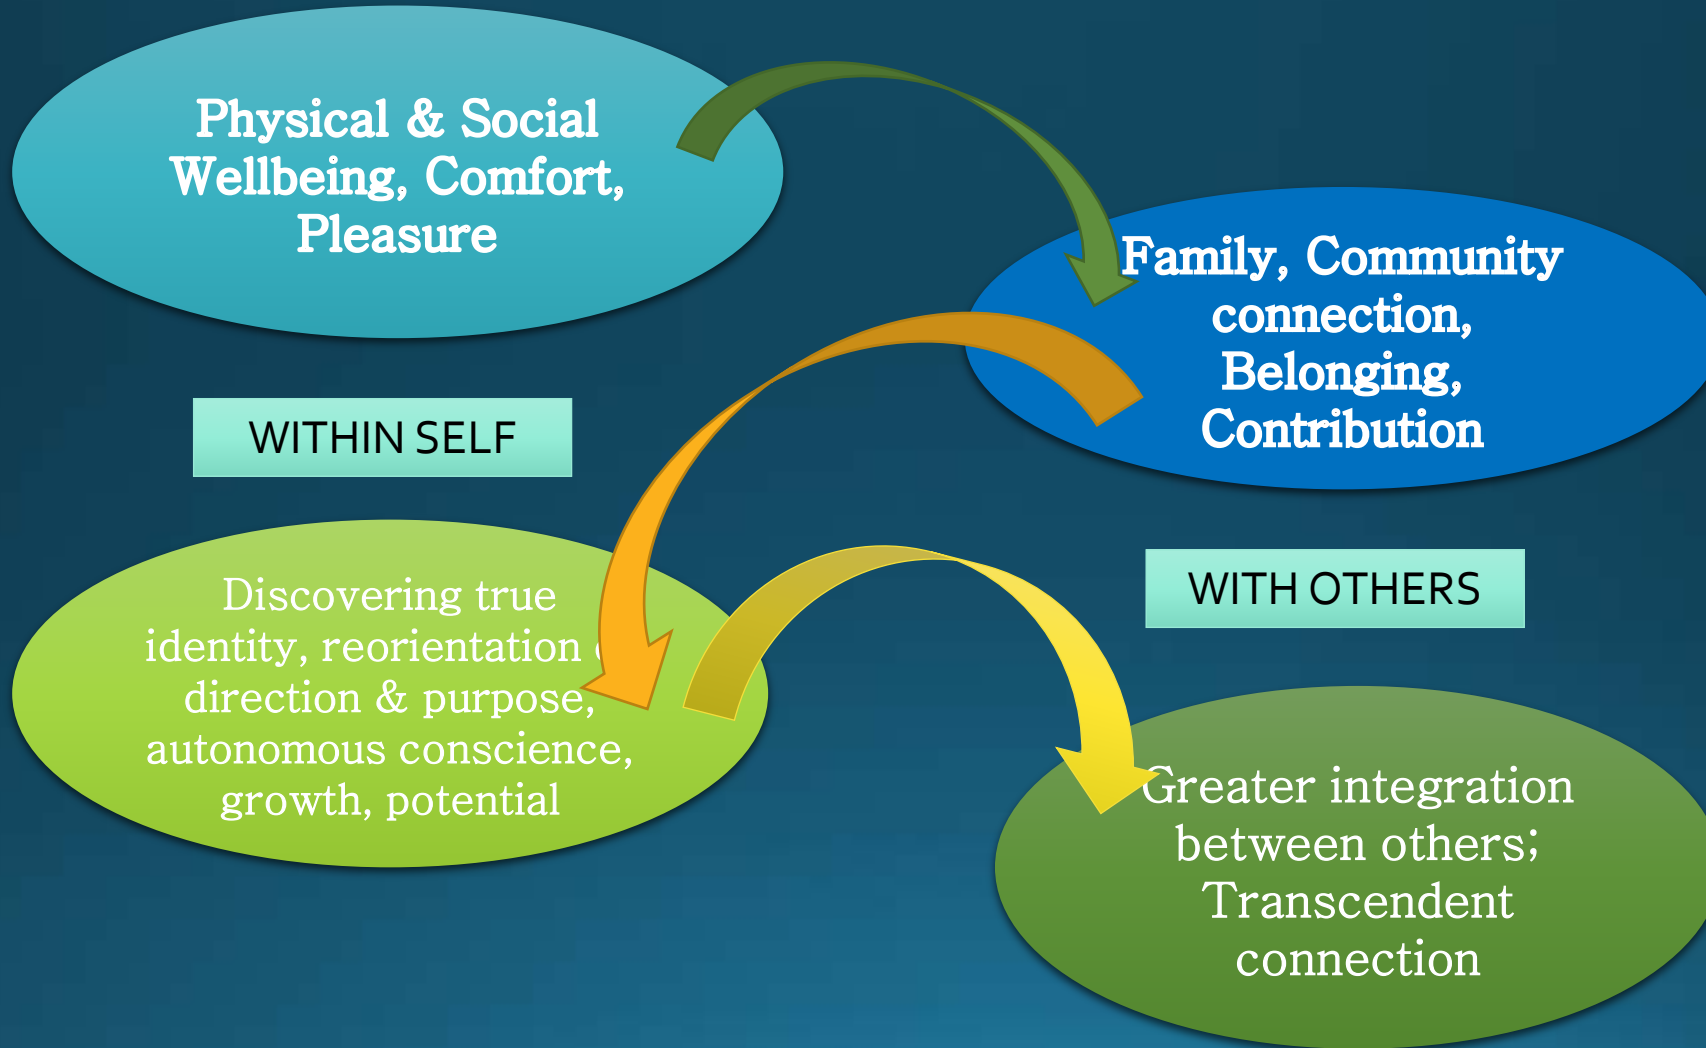 Physical & Social
Wellbeing, Comfort,
Pleasure
Family, Community
connection,
Belonging,
Contribution
WITHIN SELF
WITH OTHERS
Discovering true
identity, reorientation
direction & purpose,
autonomous conscience,
growth, potential
Greater integration
between others;
Transcendent
connection